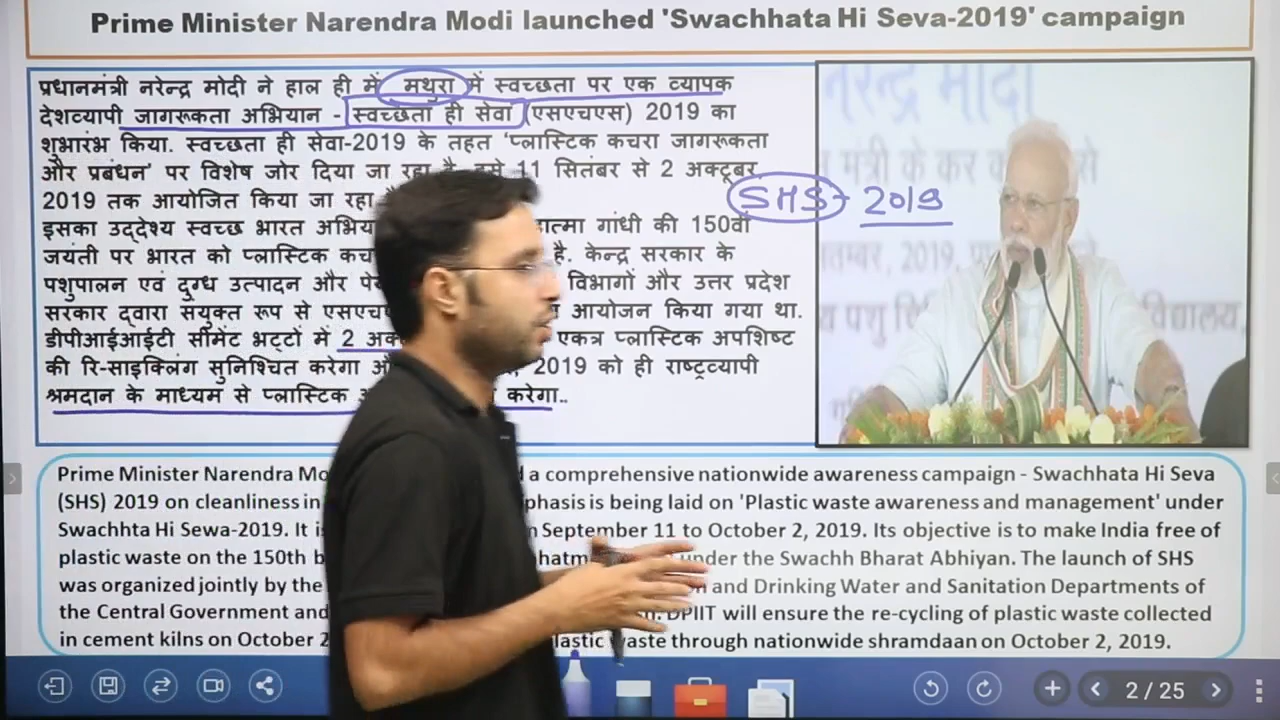 Prime Minister Narendra Modi launched 'Swachhata Hi Seva-2019' campaign
प्रधानमंत्री नरेन्द्र मोदी ने हाल ही में मथुरा में स्वच्छता पर एक व्यापक
देशव्यापी जागरूकता अभियान - स्वच्छता ही सेवा (एसएचएस) 2019 का
शुभारंभ किया. स्वच्छता ही सेवा-2019 के तहत 'प्लास्टिक कचरा जागरूकता
और प्रबंधन' पर विशेष जोर दिया जा रहा है. इसे 11 सितंबर से 2 अक्टूबर,
2019 तक आयोजित किया जा रहा
इसका उद्देश्य स्वच्छ भारत की 150वीं
जयंती पर भारत को प्लास्टिक है. केन्द्र सरकार के
पशुपालन एवं दुग्ध उत्पादन और विभागों और उत्तर प्रदेश
सरकार द्वारा संयुक्त रूप से आयोजन किया गया था.
डीपीआईआईटी सीमेंट भट्टों में 2 एकत्र प्लास्टिक अपशिष्ट
की रि-साइक्लिंग सुनिश्चित करेगा 2019 को ही राष्ट्रव्यापी
श्रमदान के माध्यम से प्लास्टिक करेगा..
SHS- 2019
नरेन्द्र मोदी
मंत्री के कर
2019,
Prime Minister Narendra a comprehensive nationwide awareness campaign - Swachhata Hi Seva
(SHS) 2019 on cleanliness in is being laid on 'Plastic waste awareness and management' under
Swachhta Hi Sewa-2019. It September 11 to October 2, 2019. Its objective is to make India free of
plastic waste on the 150th under the Swachh Bharat Abhiyan. The launch of SHS
was organized jointly by the and Drinking Water and Sanitation Departments of
the Central Government and DPIIT will ensure the re-cycling of plastic waste collected
in cement kilns on October waste through nationwide shramdaan on October 2, 2019.
2 / 25